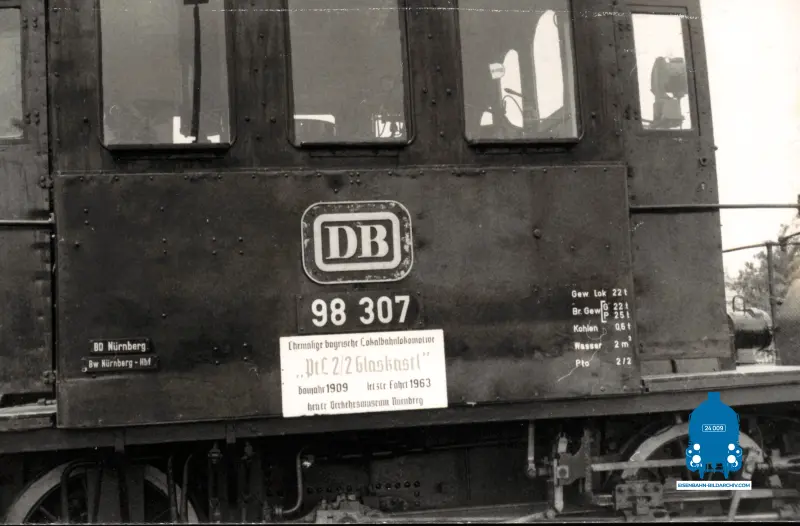 DB
98 307
Ehemalige bayrische Lokalbahnlokomotive
„PtL 2/2 Glaskastl"
baujahr 1909 letzte Fahrt 1963
heute Verkehrsmuseum Nürnberg
BD Nürnberg
Bw Nürnberg - Hbf
Gew. Lok 22 t
Br. Gew. G 22 t
P 25 t
Kohlen 0,6 t
Wasser 2 m³
Pto 2/2
24 009
EISENBAHN-BILDARCHIV.COM